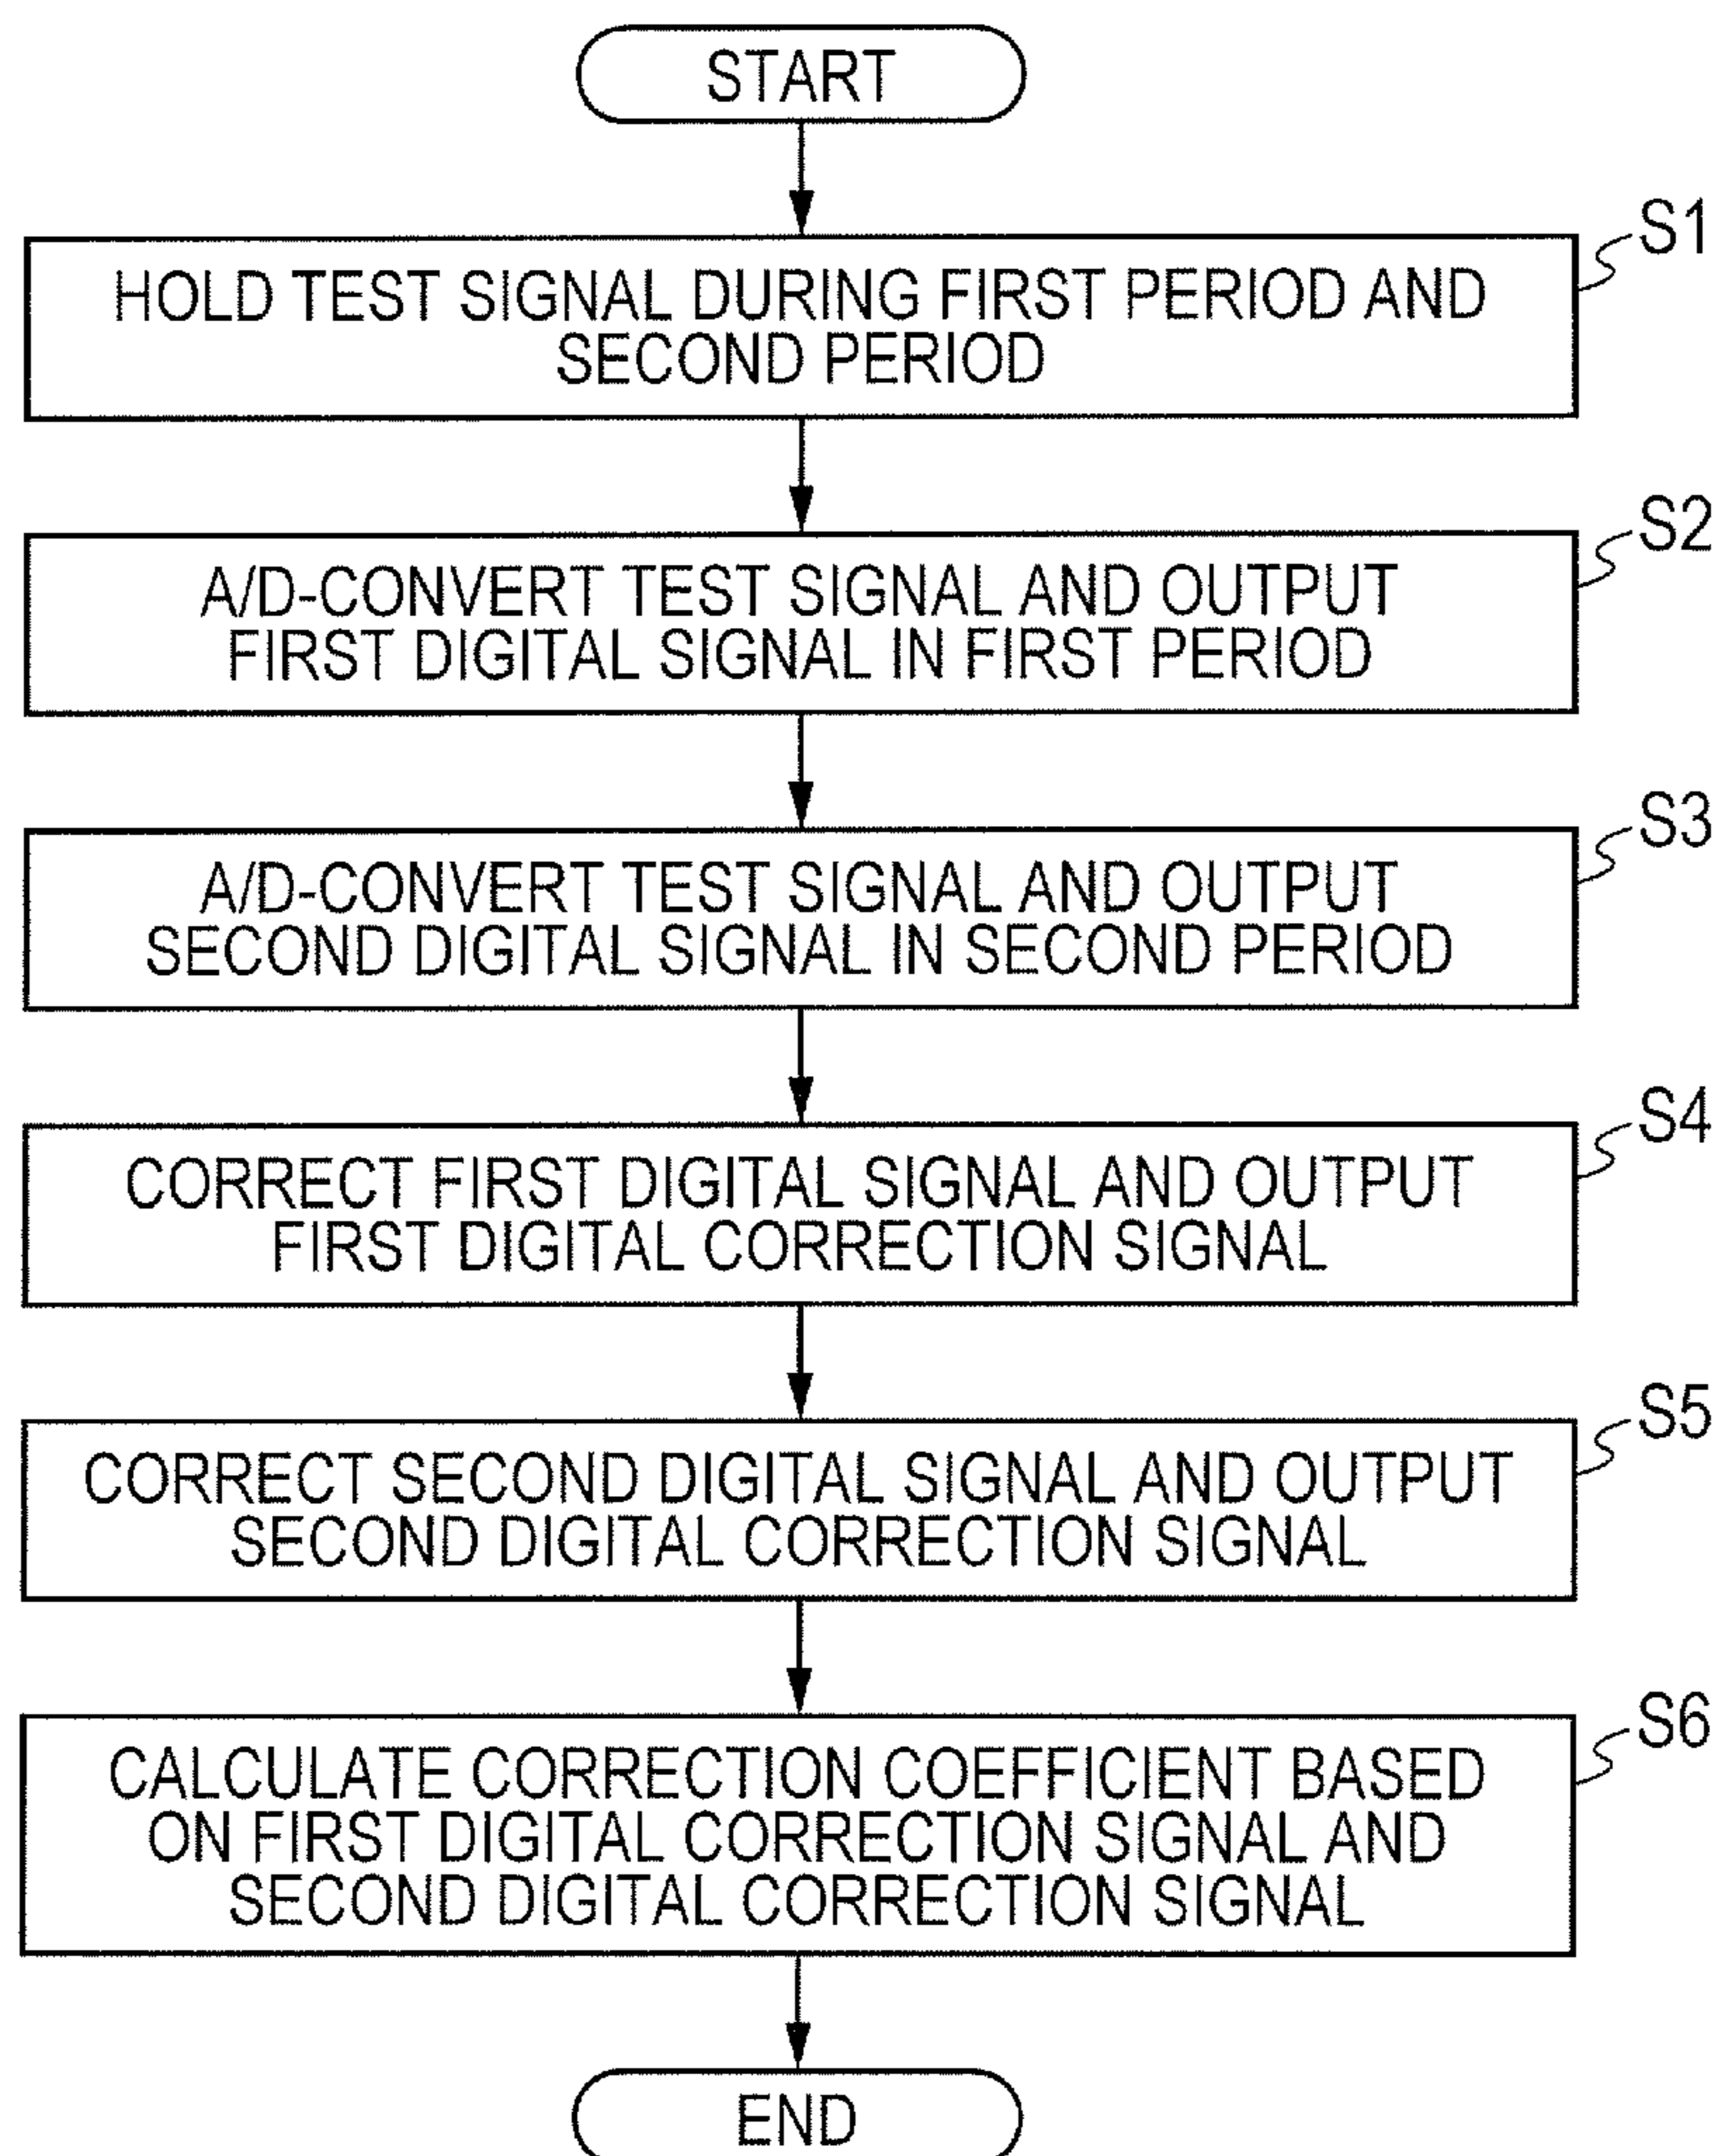 START
S1
HOLD TEST SIGNAL DURING FIRST PERIOD AND
SECOND PERIOD
S2
A/D-CONVERT TEST SIGNAL AND OUTPUT
FIRST DIGITAL SIGNAL IN FIRST PERIOD
S3
A/D-CONVERT TEST SIGNAL AND OUTPUT
SECOND DIGITAL SIGNAL IN SECOND PERIOD
S4
CORRECT FIRST DIGITAL SIGNAL AND OUTPUT
FIRST DIGITAL CORRECTION SIGNAL
S5
CORRECT SECOND DIGITAL SIGNAL AND OUTPUT
SECOND DIGITAL CORRECTION SIGNAL
S6
CALCULATE CORRECTION COEFFICIENT BASED
ON FIRST DIGITAL CORRECTION SIGNAL AND
SECOND DIGITAL CORRECTION SIGNAL
END